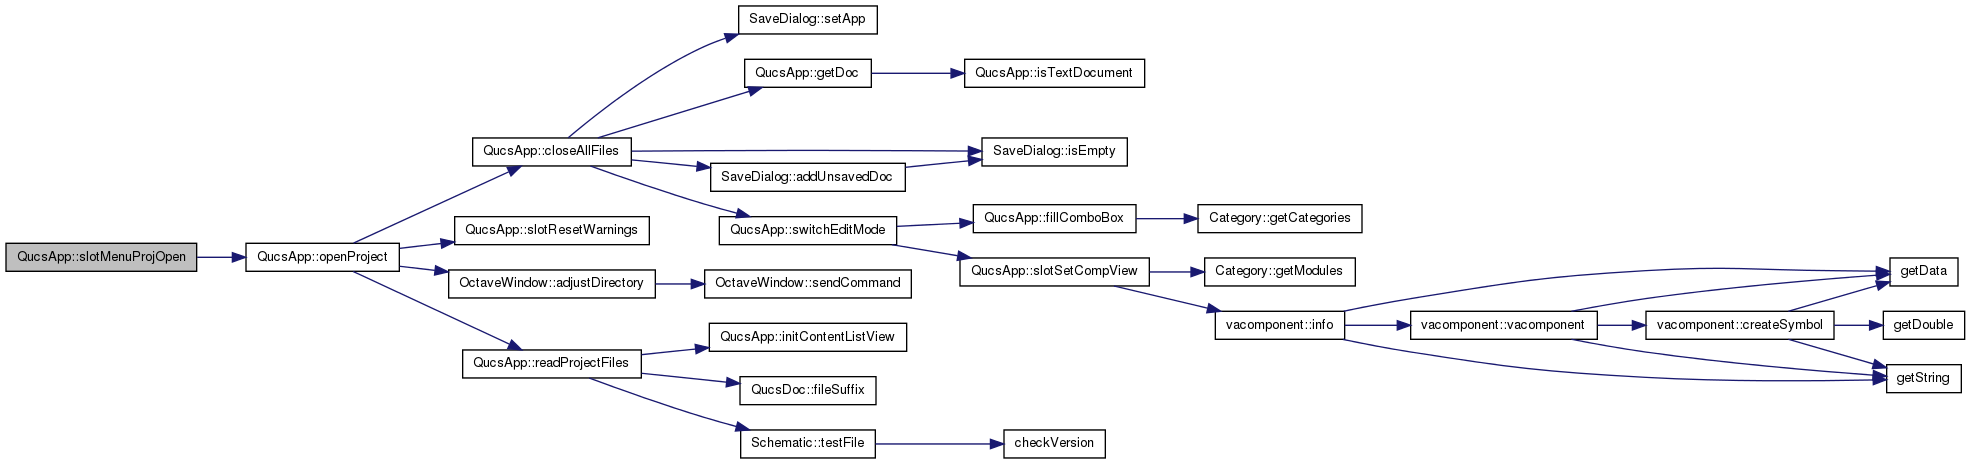 SaveDialog::setApp
QucsApp::getDoc
QucsApp::isTextDocument
QucsApp::closeAllFiles
SaveDialog::isEmpty
SaveDialog::addUnsavedDoc
QucsApp::fillComboBox
Category::getCategories
QucsApp::slotResetWarnings
QucsApp::switchEditMode
QucsApp::slotMenuProjOpen
QucsApp::openProject
QucsApp::slotSetCompView
Category::getModules
getData
OctaveWindow::adjustDirectory
OctaveWindow::sendCommand
vacomponent::info
vacomponent::vacomponent
vacomponent::createSymbol
getDouble
QucsApp::initContentListView
QucsApp::readProjectFiles
getString
QucsDoc::fileSuffix
Schematic::testFile
checkVersion